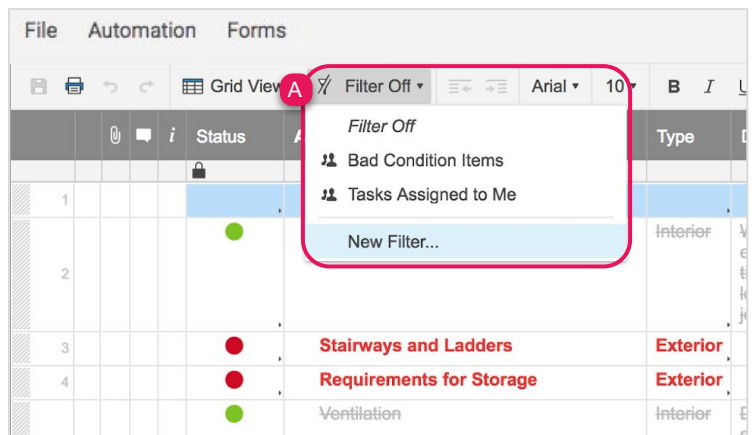 File Automation Forms
Grid View A Filter Off Arial 10 B I U
i Status A Type D
1
Filter Off
Bad Condition Items
Tasks Assigned to Me
New Filter...
Interior
2
3 Stairways and Ladders Exterior
4 Requirements for Storage Exterior
Ventilation Interior